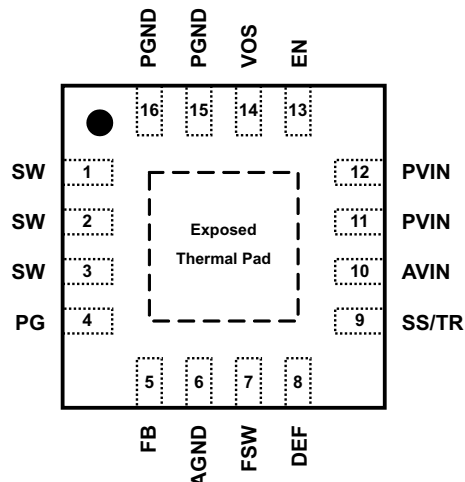 PGND PGND VOS EN
16 15 14 13
SW 1 12 PVIN
SW 2 11 PVIN
SW 3 10 AVIN
PG 4 9 SS/TR
Exposed
Thermal Pad
5 6 7 8
FB AGND FSW DEF